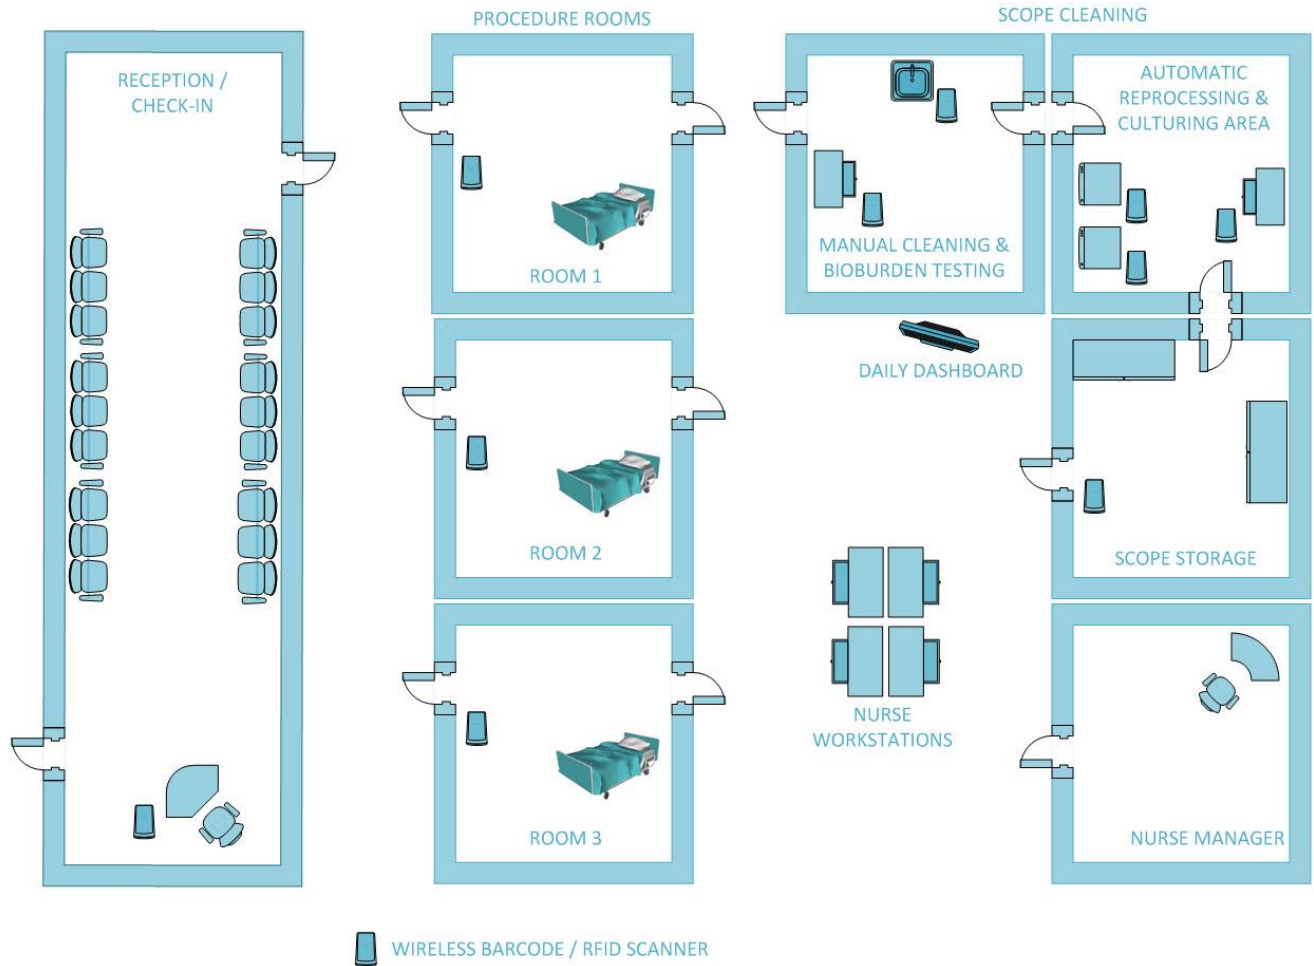 PROCEDURE ROOMS
SCOPE CLEANING
RECEPTION /
CHECK-IN
AUTOMATIC
REPROCESSING &
CULTURING AREA
MANUAL CLEANING &
BIOBURDEN TESTING
ROOM 1
DAILY DASHBOARD
ROOM 2
SCOPE STORAGE
NURSE
WORKSTATIONS
ROOM 3
NURSE MANAGER
WIRELESS BARCODE / RFID SCANNER